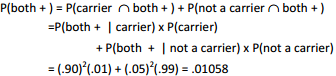 P(both + ) = P(carrier ∩ both + ) + P(not a carrier ∩ both + )
=P(both + | carrier) x P(carrier)
+ P(both + | not a carrier) x P(not a carrier)
= (.90)²(.01) + (.05)²(.99) = .01058